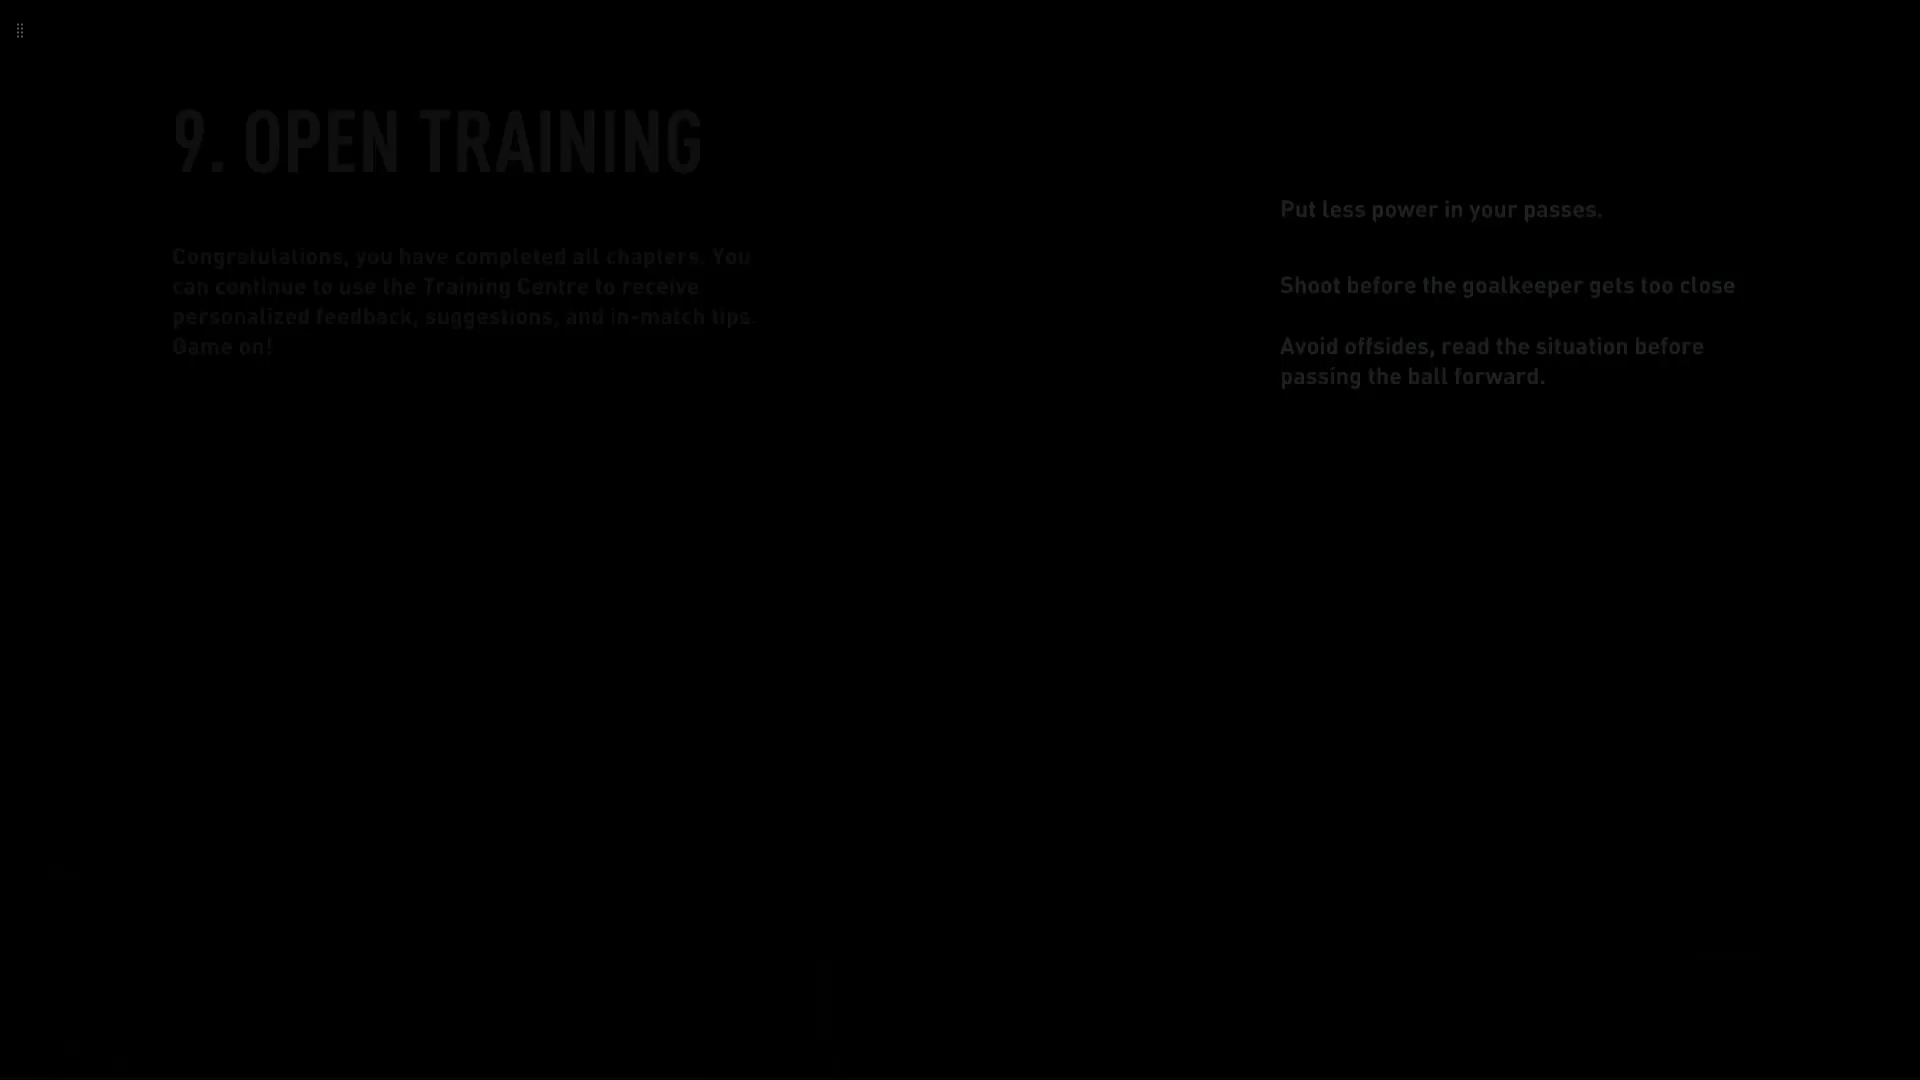 9. OPEN TRAINING
Congratulations, you have completed all chapters. You
can continue to use the Training Centre to receive
personalized feedback, suggestions, and in-match tips.
Game on!
Put less power in your passes.
Shoot before the goalkeeper gets too close
Avoid offsides, read the situation before
passing the ball forward.